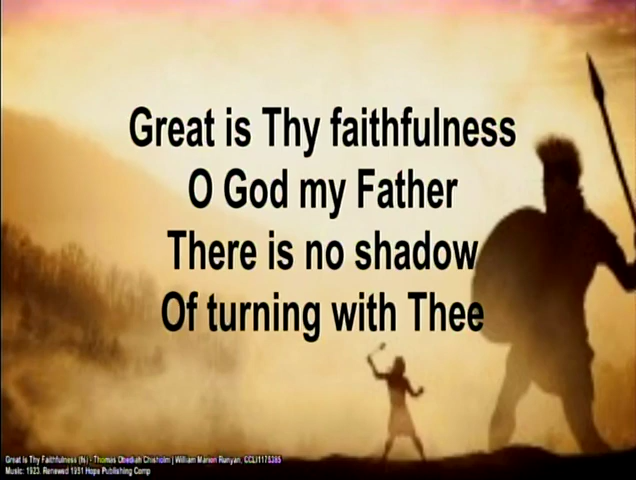 Great is Thy faithfulness
O God my Father
There is no shadow
Of turning with Thee
Great Is Thy Faithfulness (N) - Thomas Obediah Chisholm | William Marion Runyan, CCLI1175385
Music: 1923. Renewed 1951 Hope Publishing Comp